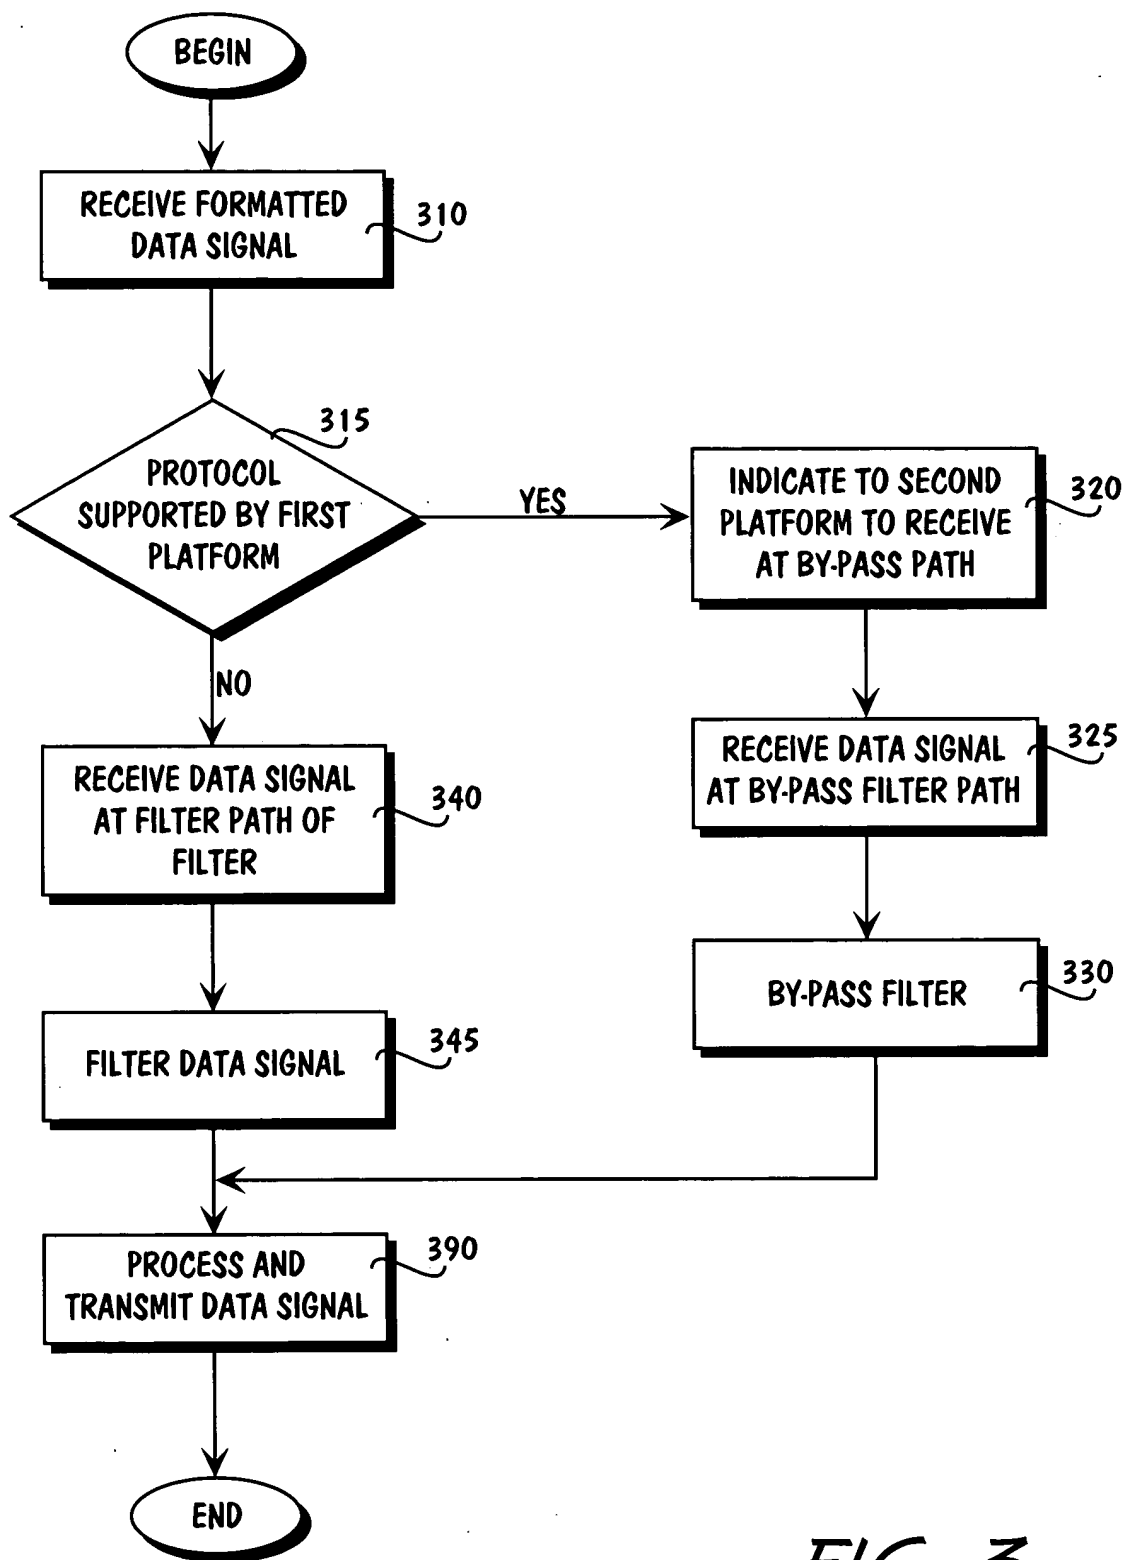 BEGIN
RECEIVE FORMATTED
DATA SIGNAL
310
315
PROTOCOL
SUPPORTED BY FIRST
PLATFORM
YES
INDICATE TO SECOND
PLATFORM TO RECEIVE
AT BY-PASS PATH
320
NO
RECEIVE DATA SIGNAL
AT BY-PASS FILTER PATH
325
RECEIVE DATA SIGNAL
AT FILTER PATH OF
FILTER
340
BY-PASS FILTER
330
FILTER DATA SIGNAL
345
PROCESS AND
TRANSMIT DATA SIGNAL
390
END
FIG. 3